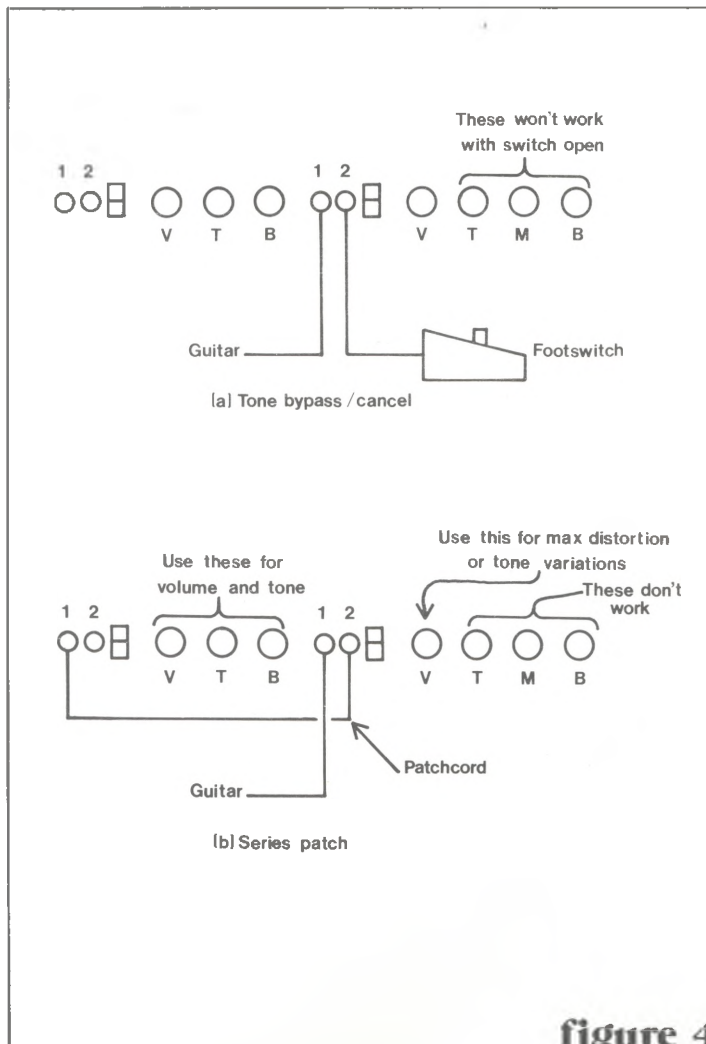 These won't work
with switch open
1 2 1 2
V T B V T M B
Guitar Footswitch
(a) Tone bypass/cancel
Use this for max distortion
or tone variations
Use these for
volume and tone
These don't
work
1 2 1 2
V T B V T M B
Patchcord
Guitar
(b) Series patch
figure 4